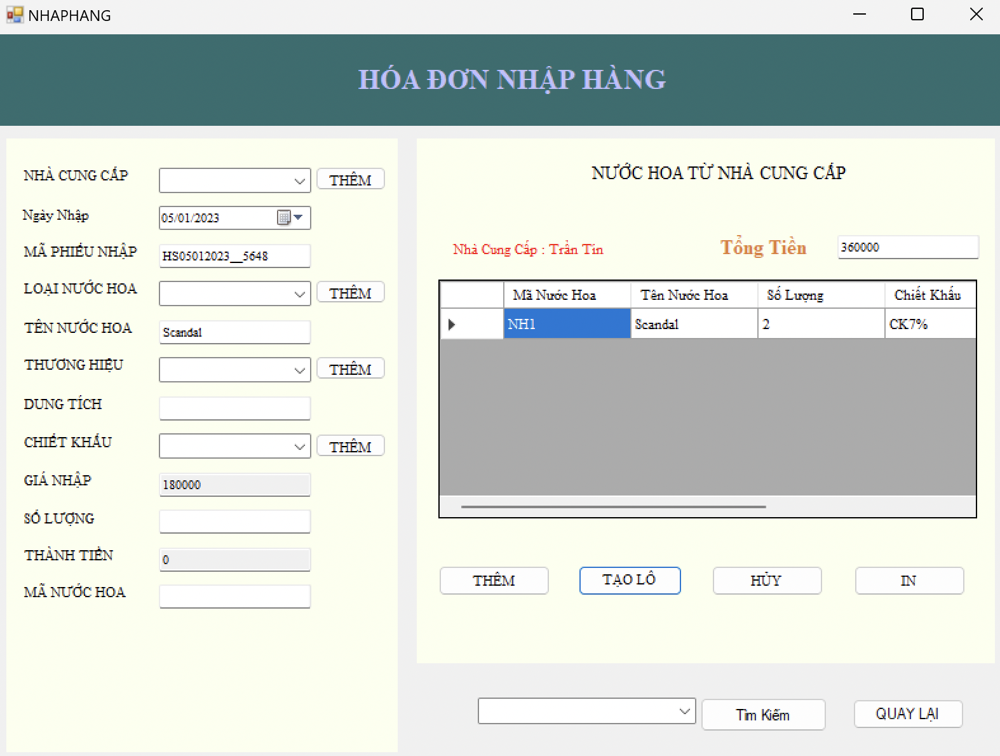 NHAPHANG
HÓA ĐƠN NHẬP HÀNG
NHÀ CUNG CẤP
THÊM
Ngày Nhập
05/01/2023
MÃ PHIẾU NHẬP
HS05012023__5648
LOẠI NƯỚC HOA
THÊM
TÊN NƯỚC HOA
Scandal
THƯƠNG HIỆU
THÊM
DUNG TÍCH
CHIẾT KHẤU
THÊM
GIÁ NHẬP
180000
SỐ LƯỢNG
THÀNH TIỀN
0
MÃ NƯỚC HOA
NƯỚC HOA TỪ NHÀ CUNG CẤP
Nhà Cung Cấp : Trần Tín
Tổng Tiền
360000
Mã Nước Hoa Tên Nước Hoa Số Lượng Chiết Khấu
NH1 Scandal 2 CK7%
THÊM
TẠO LÔ
HỦY
IN
Tìm Kiếm
QUAY LẠI